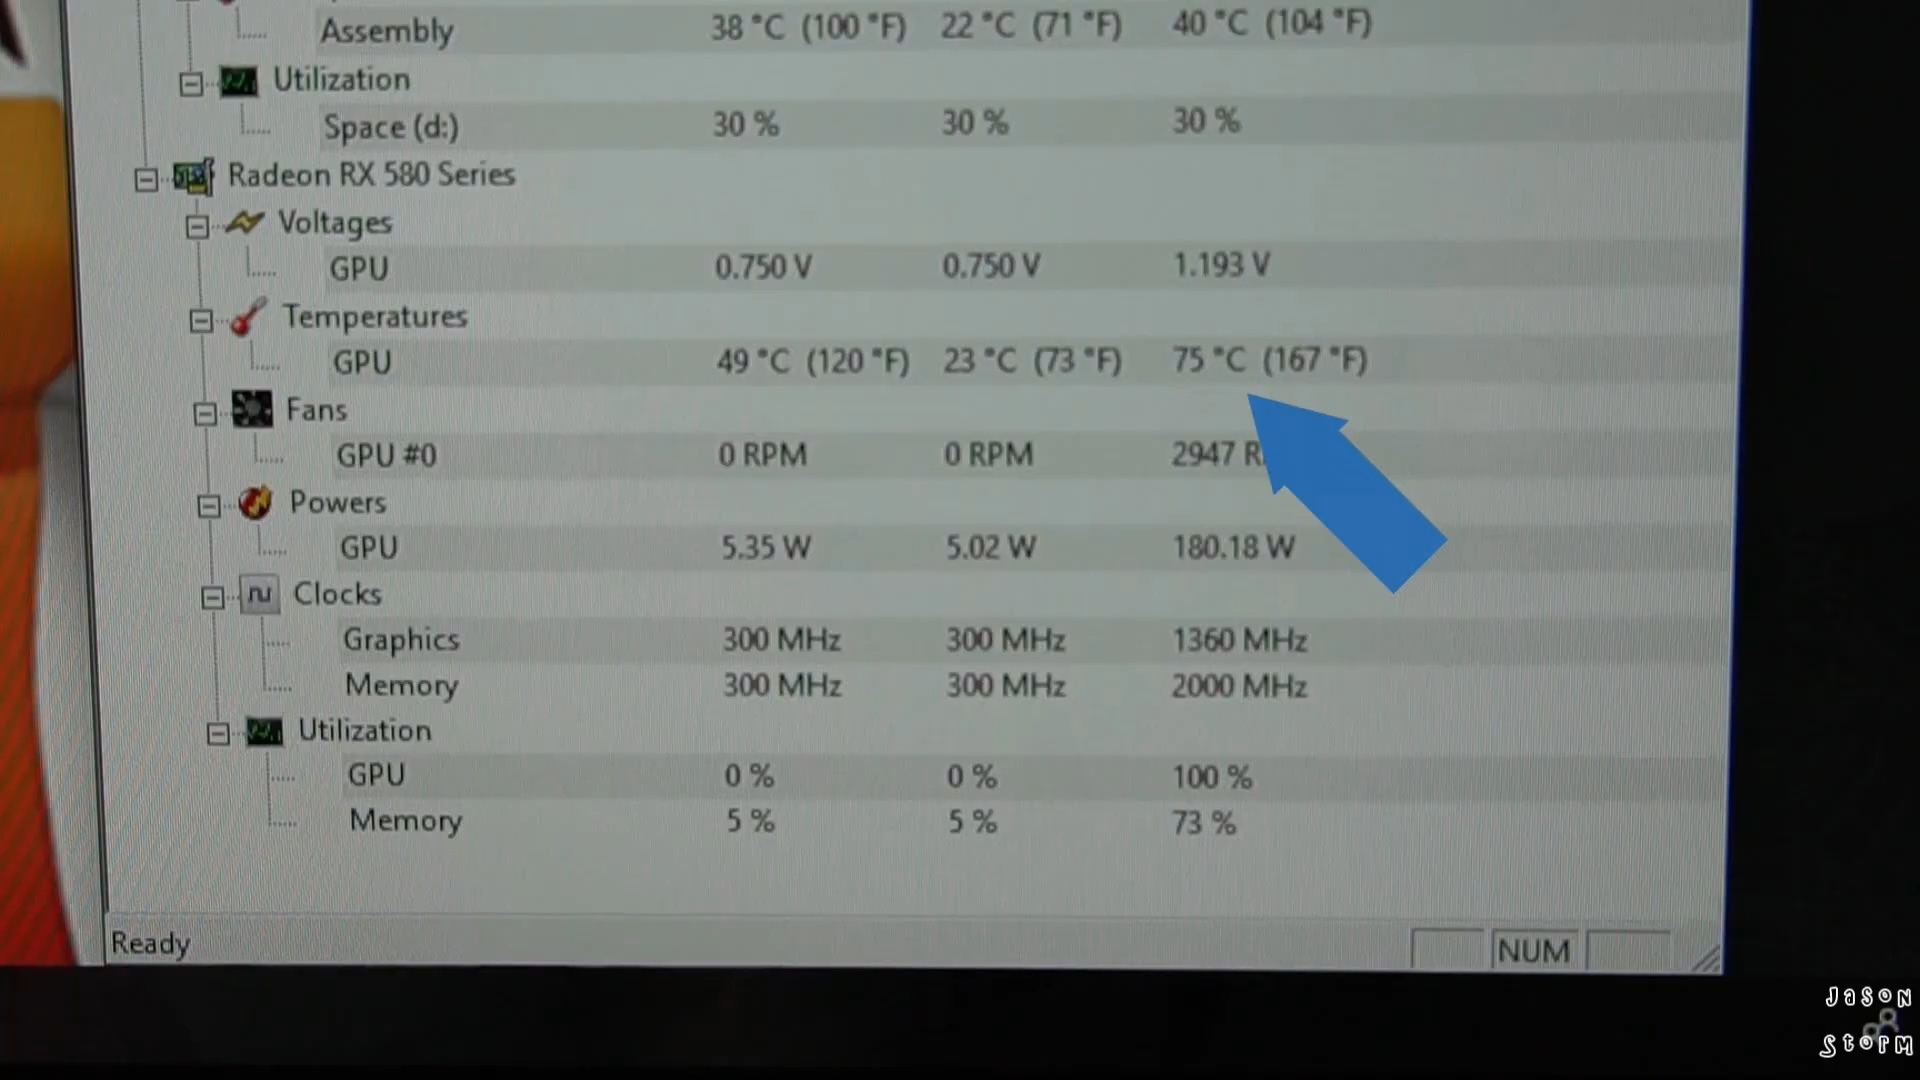 Assembly 38 °C (100 °F) 22 °C (71 °F) 40 °C (104 °F)
Utilization
Space (d:) 30 % 30 % 30 %
Radeon RX 580 Series
Voltages
GPU 0.750 V 0.750 V 1.193 V
Temperatures
GPU 49 °C (120 °F) 23 °C (73 °F) 75 °C (167 °F)
Fans
GPU #0 0 RPM 0 RPM 2947
Powers
GPU 5.35 W 5.02 W 180.18 W
Clocks
Graphics 300 MHz 300 MHz 1360 MHz
Memory 300 MHz 300 MHz 2000 MHz
Utilization
GPU 0 % 0 % 100 %
Memory 5 % 5 % 73 %
Ready NUM
Jason
Storm